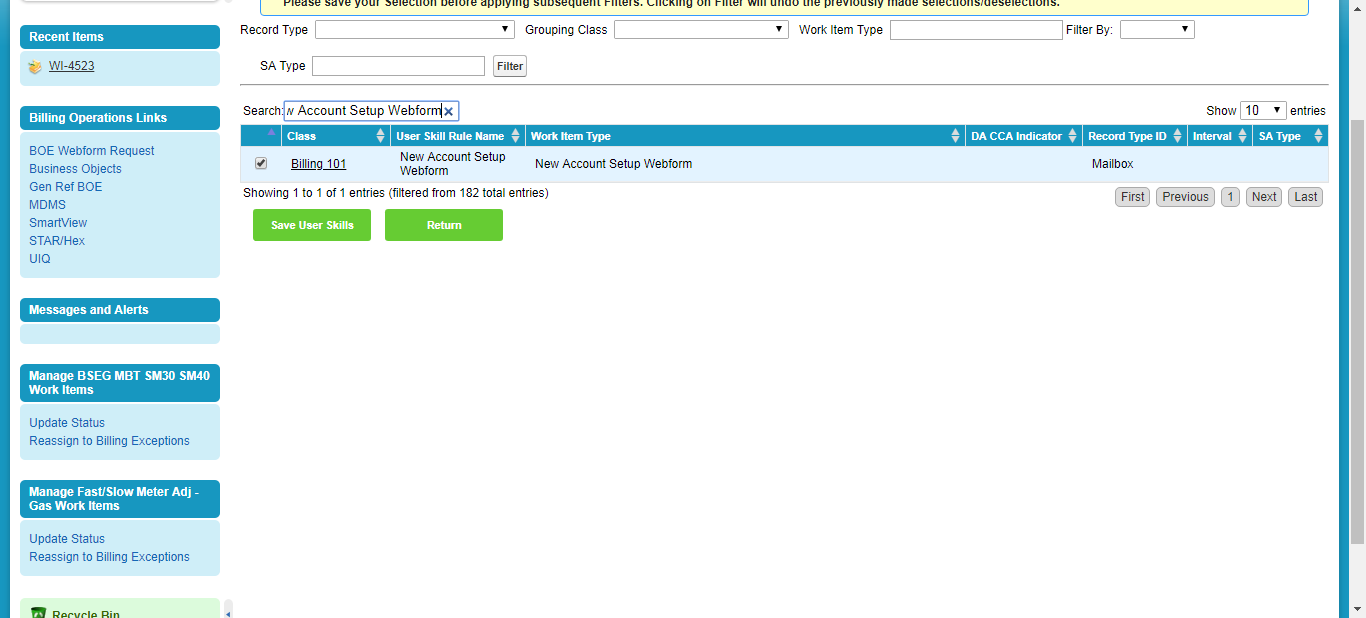 Please save your Selection before applying subsequent Filters. Clicking on Filter will undo the previously made selections/deselections.
Recent Items
WI-4523
Billing Operations Links
BOE Webform Request
Business Objects
Gen Ref BOE
MDMS
SmartView
STAR/Hex
UIQ
Messages and Alerts
Manage BSEG MBT SM30 SM40
Work Items
Update Status
Reassign to Billing Exceptions
Manage Fast/Slow Meter Adj -
Gas Work Items
Update Status
Reassign to Billing Exceptions
Recycle Bin
Record Type Grouping Class Work Item Type Filter By:
SA Type Filter
Search: w Account Setup Webform Show 10 entries
Class User Skill Rule Name Work Item Type DA CCA Indicator Record Type ID Interval SA Type
Billing 101 New Account Setup
Webform New Account Setup Webform Mailbox
Showing 1 to 1 of 1 entries (filtered from 182 total entries) First Previous 1 Next Last
Save User Skills Return